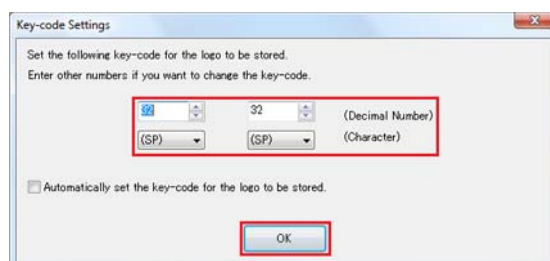 Key-code Settings
Set the following key-code for the logo to be stored.
Enter other numbers if you want to change the key-code.
32 32 (Decimal Number)
(SP) (SP) (Character)
Automatically set the key-code for the logo to be stored.
OK